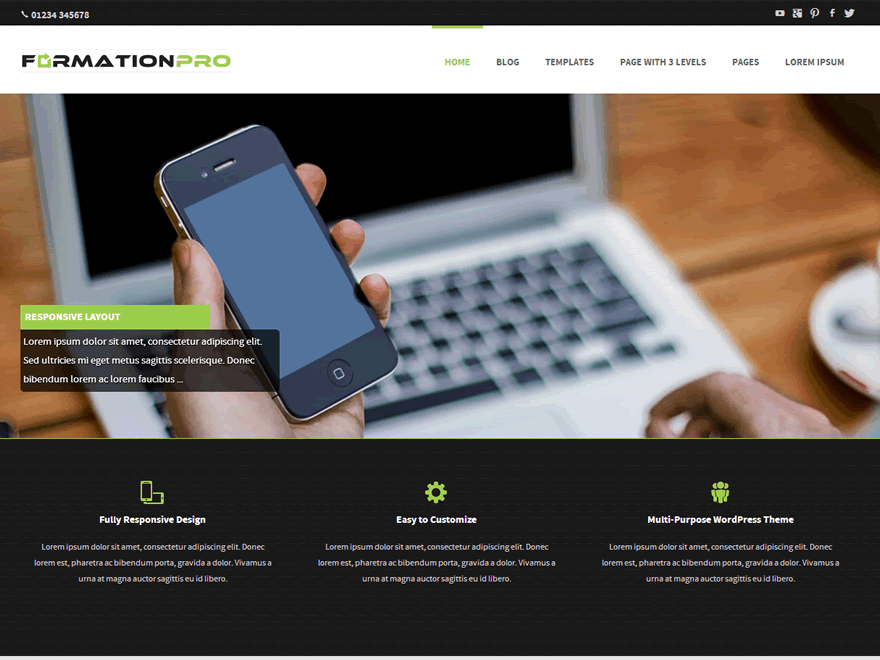 01234 345678
FORMATIONPRO
HOME BLOG TEMPLATES PAGE WITH 3 LEVELS PAGES LOREM IPSUM
RESPONSIVE LAYOUT
Lorem ipsum dolor sit amet, consectetur adipiscing elit.
Sed ultricies mi eget metus sagittis scelerisque. Donec
bibendum lorem ac lorem faucibus ...
Fully Responsive Design
Lorem ipsum dolor sit amet, consectetur adipiscing elit. Donec
lorem est, pharetra ac bibendum porta, gravida a dolor. Vivamus a
urna at magna auctor sagittis eu id libero.
Easy to Customize
Lorem ipsum dolor sit amet, consectetur adipiscing elit. Donec
lorem est, pharetra ac bibendum porta, gravida a dolor. Vivamus a
urna at magna auctor sagittis eu id libero.
Multi-Purpose WordPress Theme
Lorem ipsum dolor sit amet, consectetur adipiscing elit. Donec
lorem est, pharetra ac bibendum porta, gravida a dolor. Vivamus a
urna at magna auctor sagittis eu id libero.